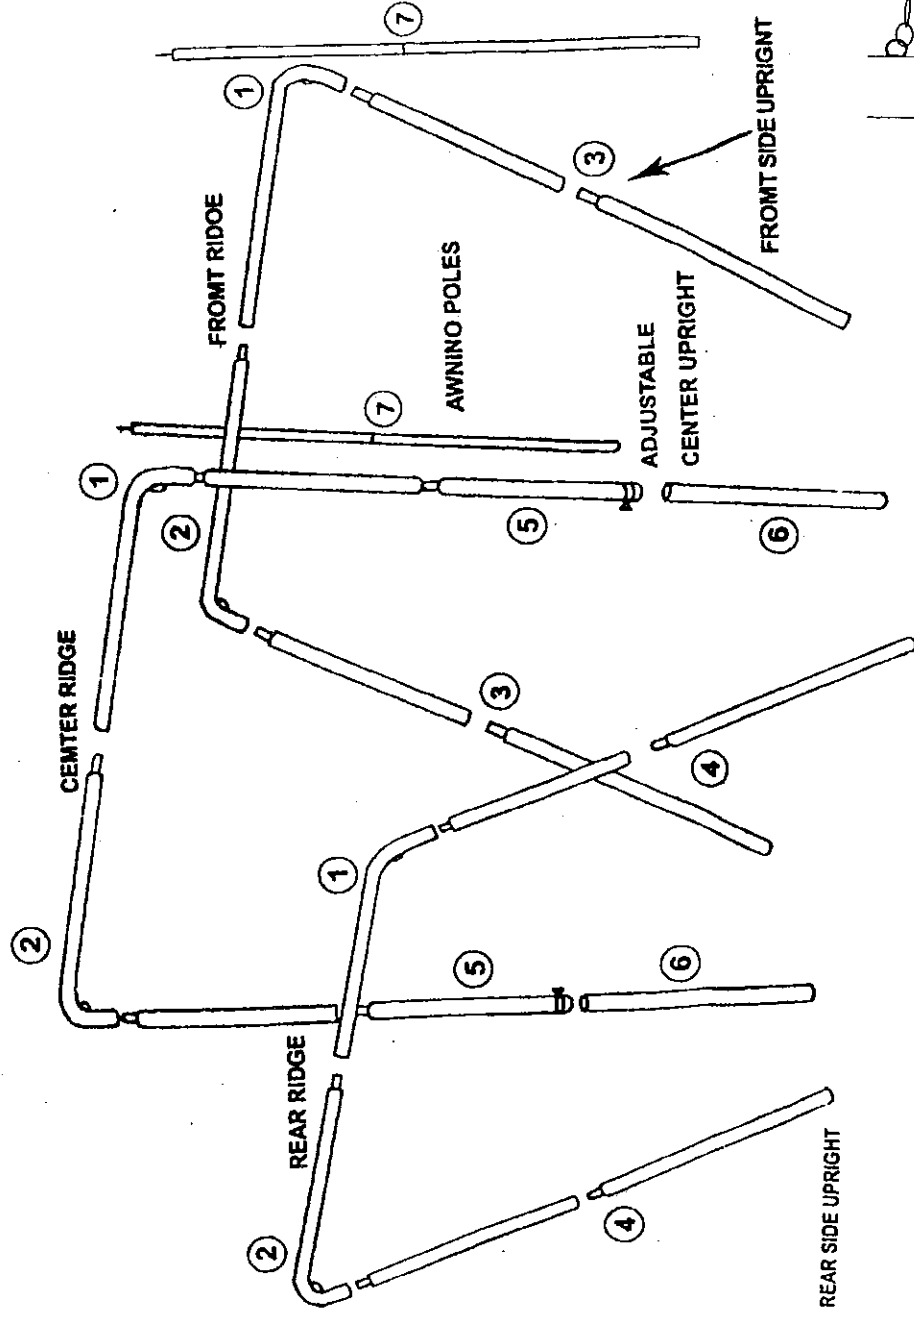 2
CEMTER RIDGE
1
2
FROMT RIDOE
1
2
REAR RIDGE
1
7
7
AWNINO POLES
5
3
5
3
4
ADJUSTABLE
CENTER UPRIGHT
6
4
FROMT SIDE UPRIGNT
6
REAR SIDE UPRIGHT